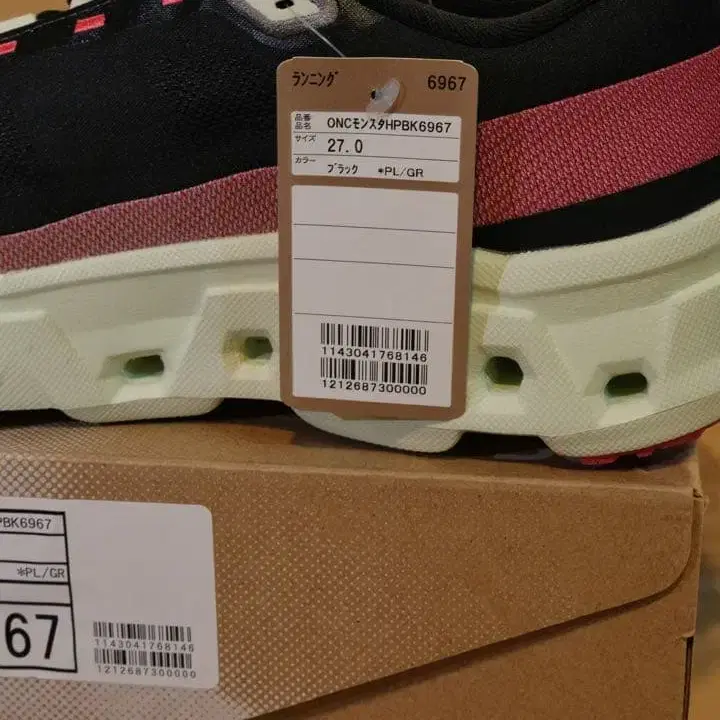 ランニング 6967
品番
品名 ONCモンスタHPBK6967
サイズ
27.0
カラー
ブラック *PL/GR
1143041768146
1212687300000
PBK6967
*PL/GR
67
1143041768146
1212687300000